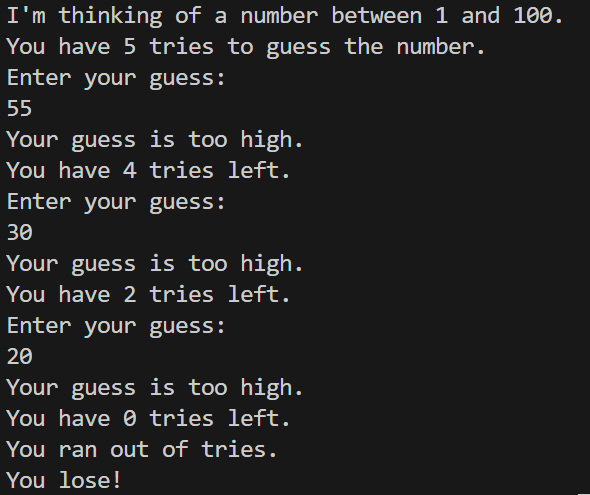 I'm thinking of a number between 1 and 100.
You have 5 tries to guess the number.
Enter your guess:
55
Your guess is too high.
You have 4 tries left.
Enter your guess:
30
Your guess is too high.
You have 2 tries left.
Enter your guess:
20
Your guess is too high.
You have 0 tries left.
You ran out of tries.
You lose!